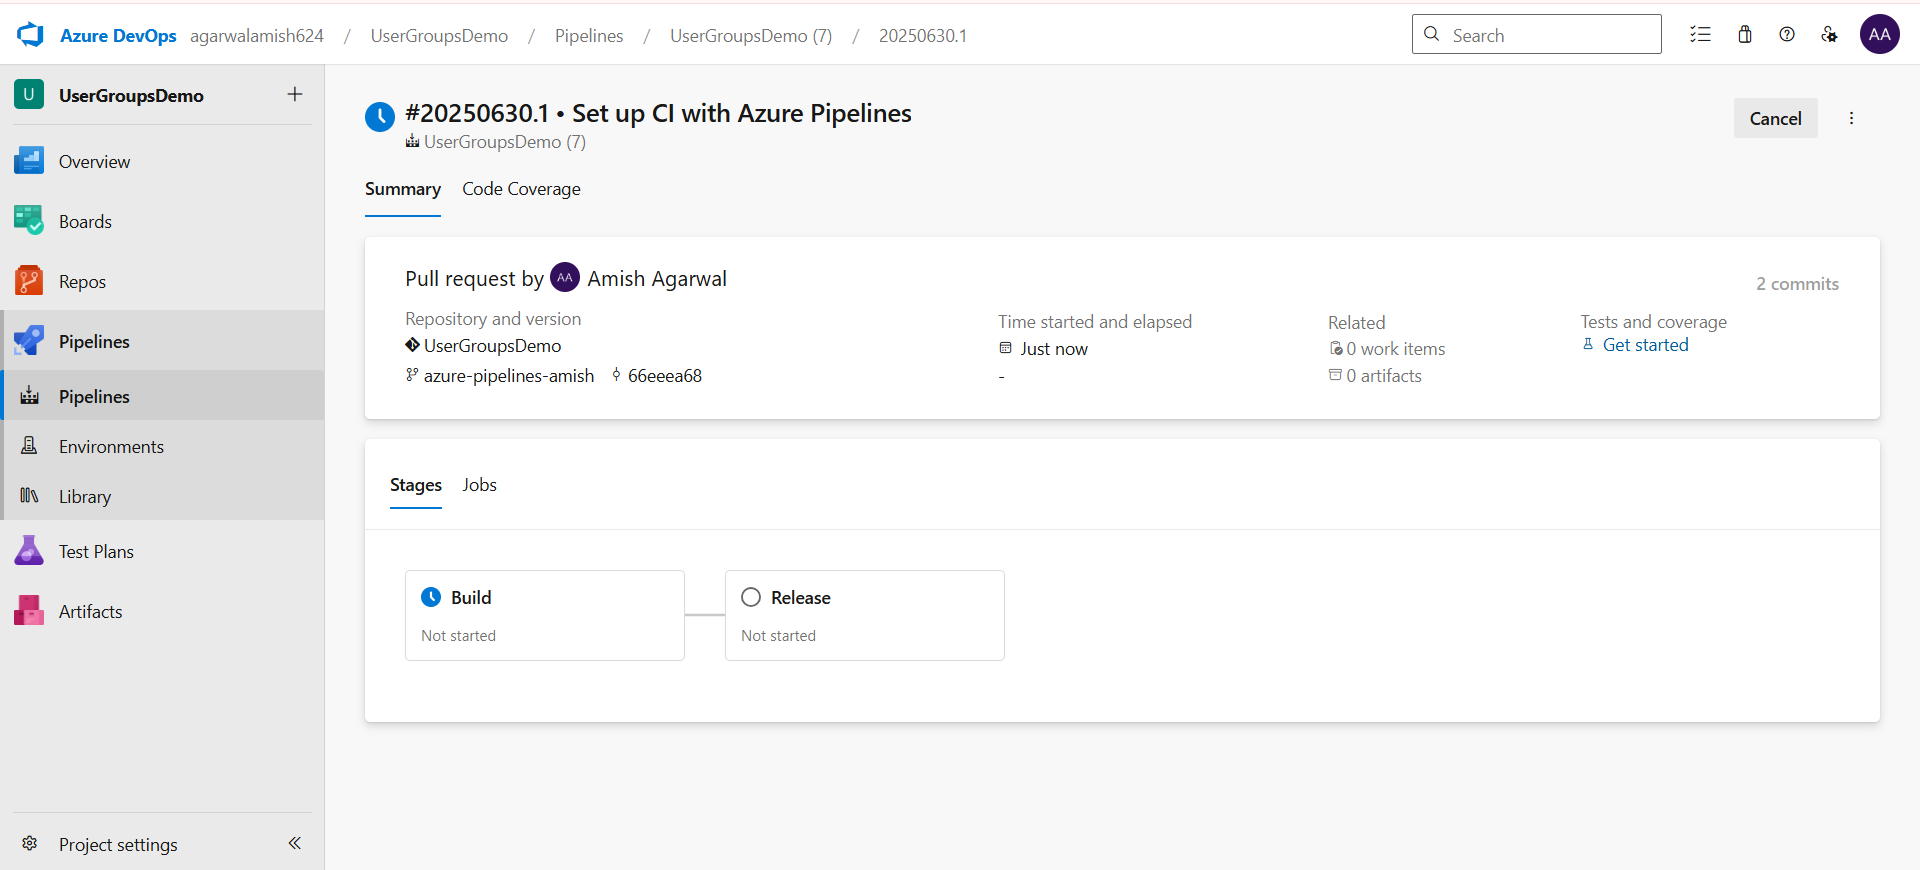 Azure DevOps agarwalamish624 / UserGroupsDemo / Pipelines / UserGroupsDemo (7) / 20250630.1
Search
AA
U UserGroupsDemo
Overview
Boards
Repos
Pipelines
Pipelines
Environments
Library
Test Plans
Artifacts
Project settings
#20250630.1 • Set up CI with Azure Pipelines
UserGroupsDemo (7)
Cancel
Summary Code Coverage
Pull request by AA Amish Agarwal
2 commits
Repository and version
UserGroupsDemo
azure-pipelines-amish 66eeea68
Time started and elapsed
Just now
-
Related
0 work items
0 artifacts
Tests and coverage
Get started
Stages Jobs
Build
Not started
Release
Not started